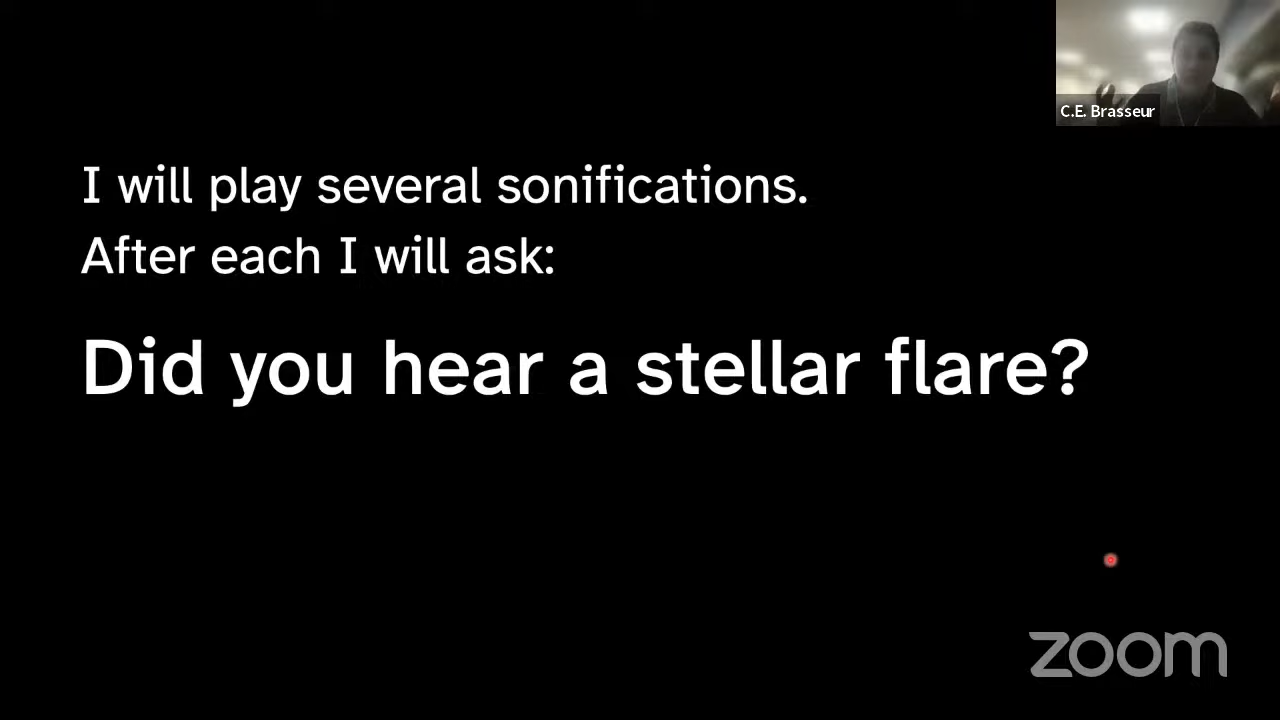 C.E. Brasseur
I will play several sonifications.
After each I will ask:
Did you hear a stellar flare?
zoom